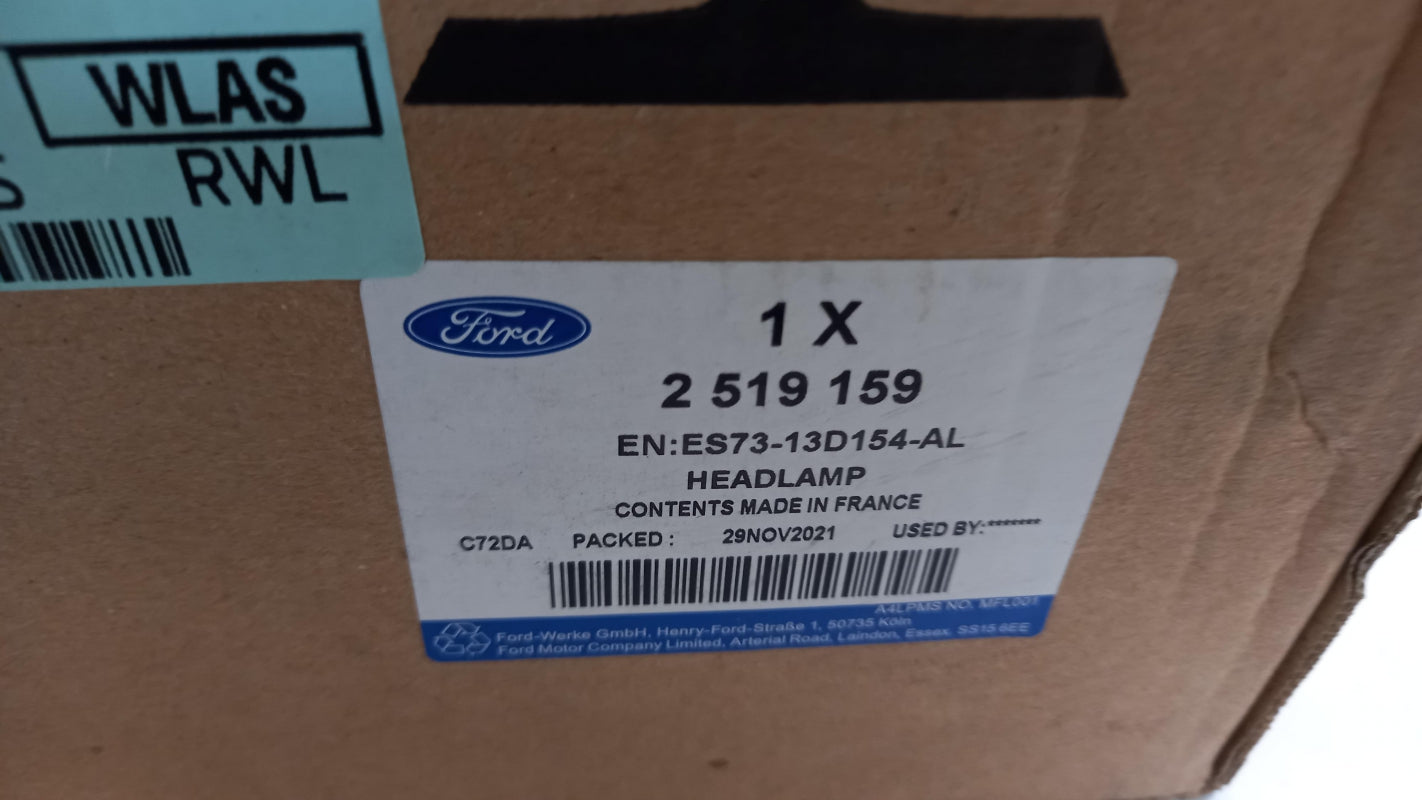 WLAS
S RWL
Ford
1 X
2 519 159
EN:ES73-13D154-AL
HEADLAMP
CONTENTS MADE IN FRANCE
C72DA PACKED : 29NOV2021 USED BY:*******
A4LPMS NO. MFL001
Ford-Werke GmbH, Henry-Ford-Straße 1, 50735 Köln
Ford Motor Company Limited, Arterial Road, Laindon, Essex, SS15 6EE